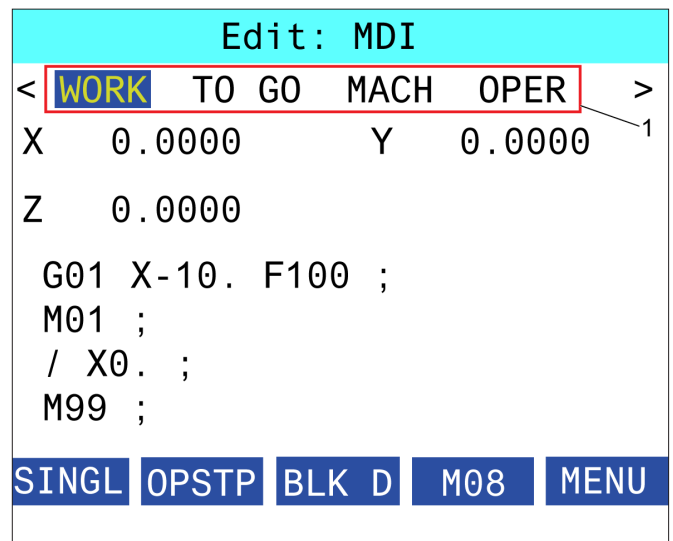 Edit: MDI
< WORK TO GO MACH OPER >
1
X 0.0000 Y 0.0000
Z 0.0000
G01 X-10. F100 ;
M01 ;
/ X0. ;
M99 ;
SINGL OPSTP BLK D M08 MENU